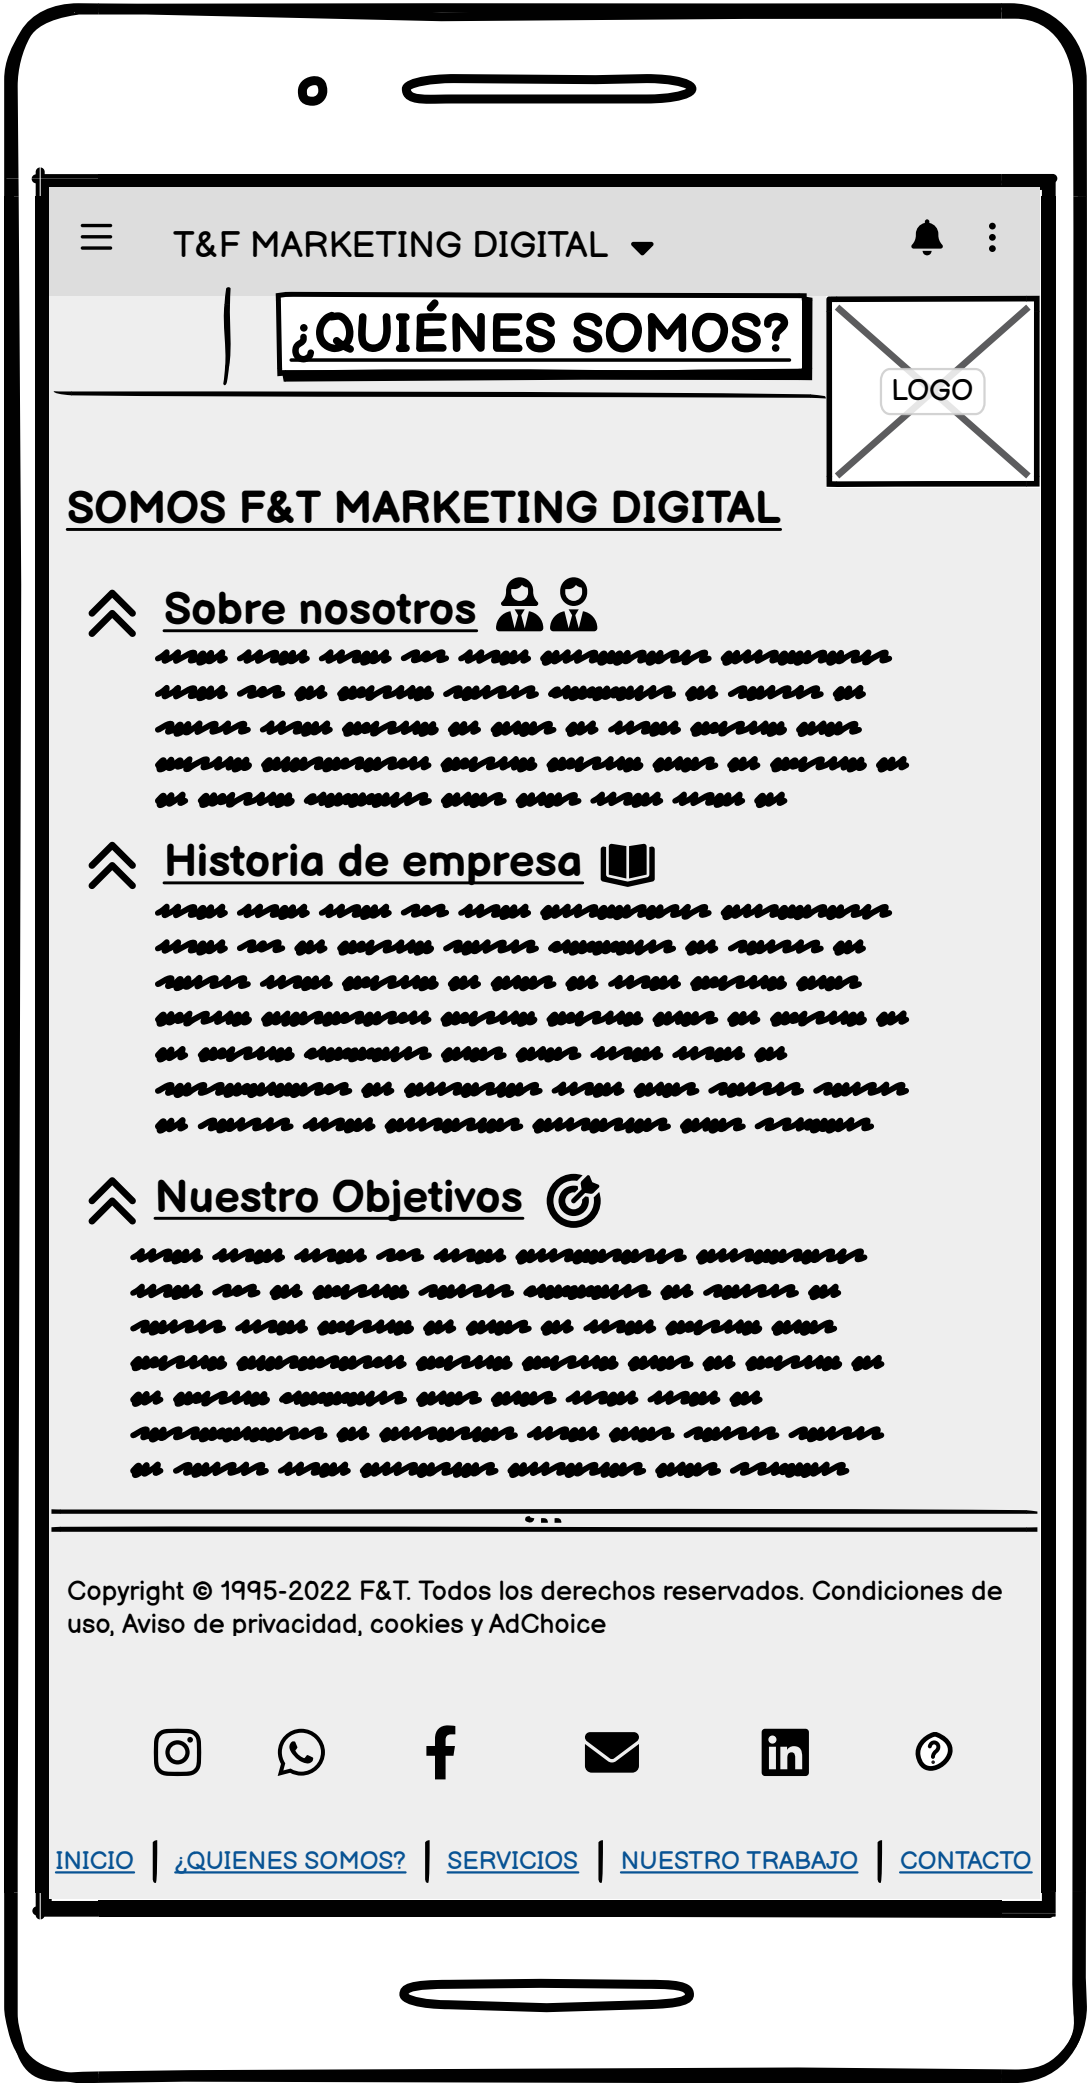 T&F MARKETING DIGITAL
¿QUIÉNES SOMOS?
LOGO
SOMOS F&T MARKETING DIGITAL
Sobre nosotros
Historia de empresa
Nuestro Objetivos
Copyright © 1995-2022 F&T. Todos los derechos reservados. Condiciones de
uso, Aviso de privacidad, cookies y AdChoice
INICIO | ¿QUIENES SOMOS? | SERVICIOS | NUESTRO TRABAJO | CONTACTO